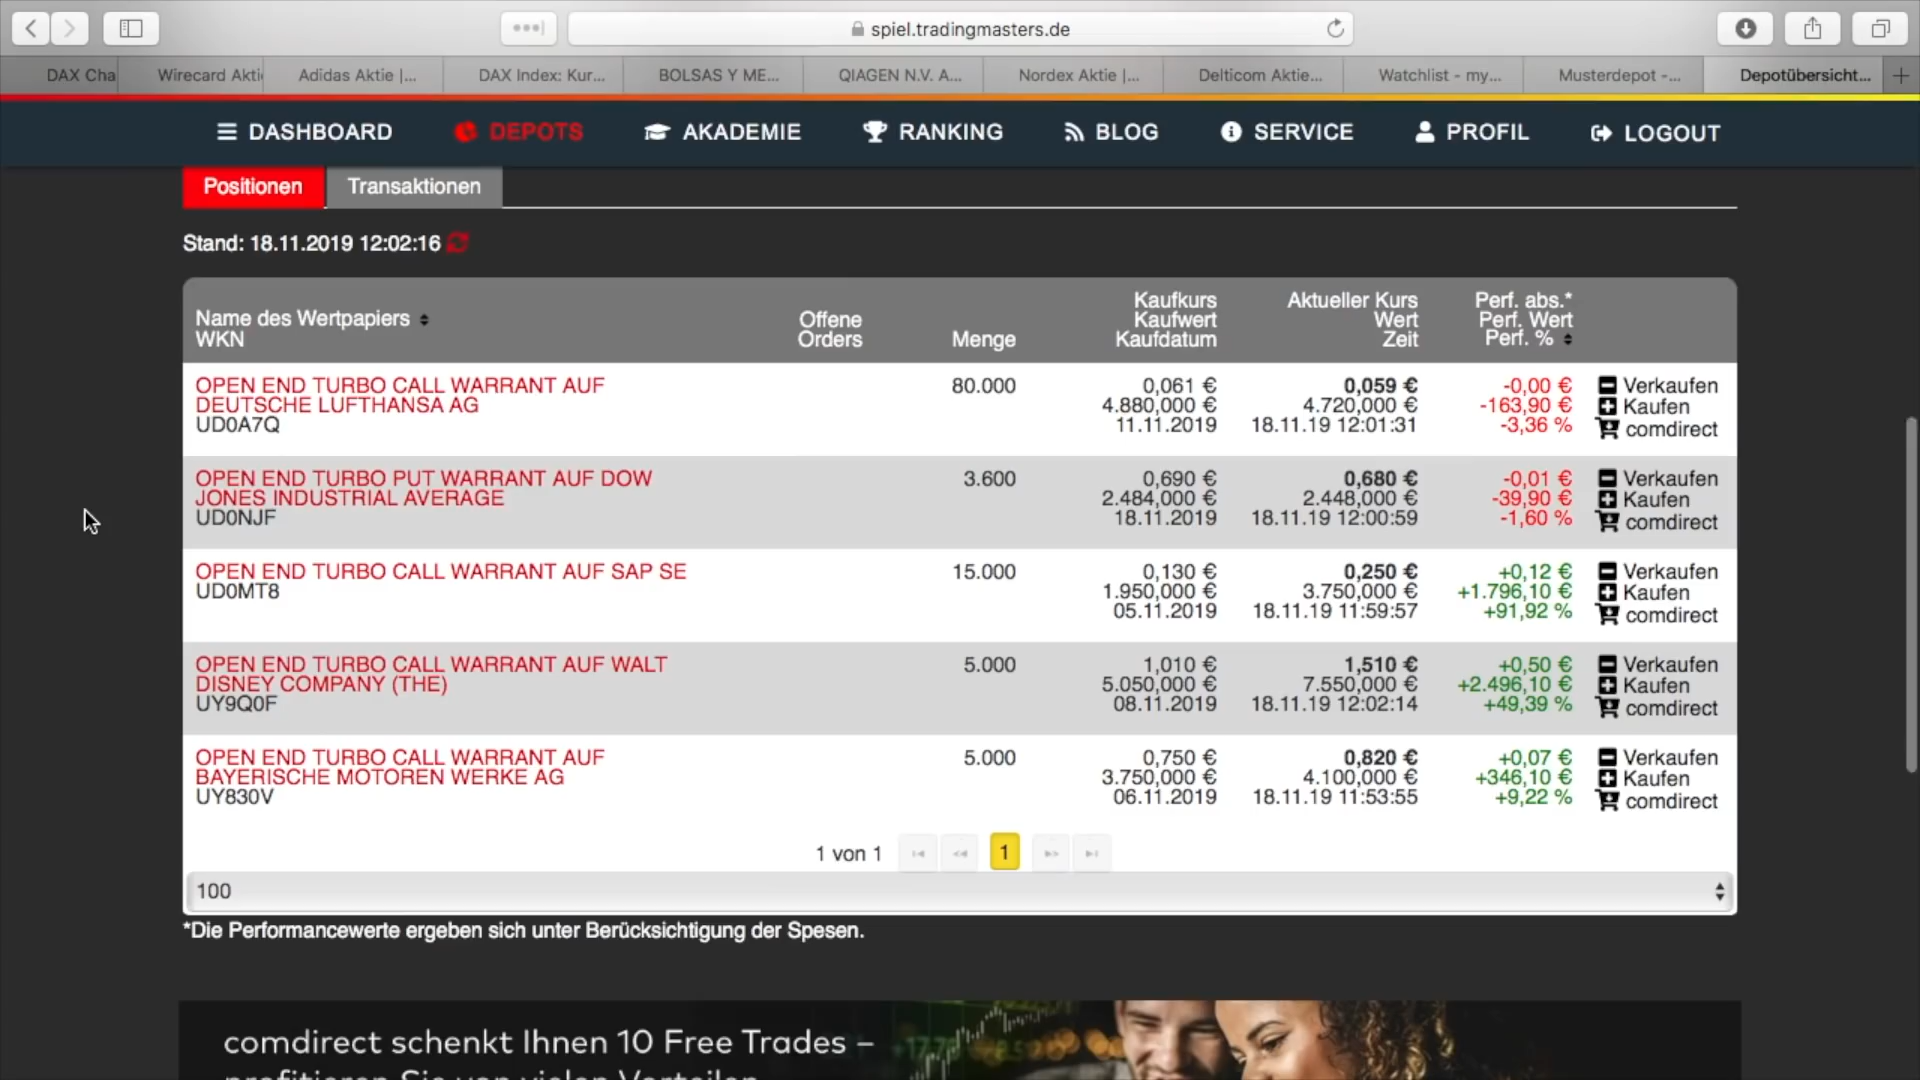 spiel.tradingmasters.de
DAX Cha
Wirecard Akti
Adidas Aktie |...
DAX Index: Kur...
BOLSAS Y ME...
QIAGEN N.V. A...
Nordex Aktie |...
Delticom Aktie...
Watchlist - my...
Musterdepot -...
Depotübersicht...
DASHBOARD DEPOTS AKADEMIE RANKING BLOG SERVICE PROFIL LOGOUT
Positionen Transaktionen
Stand: 18.11.2019 12:02:16
Name des Wertpapiers
WKN
Offene
Orders
Menge
Kaufkurs
Kaufwert
Kaufdatum
Aktueller Kurs
Wert
Zeit
Perf. abs.*
Perf. Wert
Perf. %
OPEN END TURBO CALL WARRANT AUF 80.000 0,061 € 0,059 € -0,00 € Verkaufen
DEUTSCHE LUFTHANSA AG 4.880,000 € 4.720,000 € -163,90 € Kaufen
UD0A7Q 11.11.2019 18.11.19 12:01:31 -3,36 % comdirect
OPEN END TURBO PUT WARRANT AUF DOW 3.600 0,690 € 0,680 € -0,01 € Verkaufen
JONES INDUSTRIAL AVERAGE 2.484,000 € 2.448,000 € -39,90 € Kaufen
UD0NJF 18.11.2019 18.11.19 12:00:59 -1,60 % comdirect
OPEN END TURBO CALL WARRANT AUF SAP SE 15.000 0,130 € 0,250 € +0,12 € Verkaufen
UD0MT8 1.950,000 € 3.750,000 € +1.796,10 € Kaufen
05.11.2019 18.11.19 11:59:57 +91,92 % comdirect
OPEN END TURBO CALL WARRANT AUF WALT 5.000 1,010 € 1,510 € +0,50 € Verkaufen
DISNEY COMPANY (THE) 5.050,000 € 7.550,000 € +2.496,10 € Kaufen
UY9Q0F 08.11.2019 18.11.19 12:02:14 +49,39 % comdirect
OPEN END TURBO CALL WARRANT AUF 5.000 0,750 € 0,820 € +0,07 € Verkaufen
BAYERISCHE MOTOREN WERKE AG 3.750,000 € 4.100,000 € +346,10 € Kaufen
UY830V 06.11.2019 18.11.19 11:53:55 +9,22 % comdirect
1 von 1 1
100
*Die Performancewerte ergeben sich unter Berücksichtigung der Spesen.
comdirect schenkt Ihnen 10 Free Trades –
profitieren Sie von vielen Vorteilen